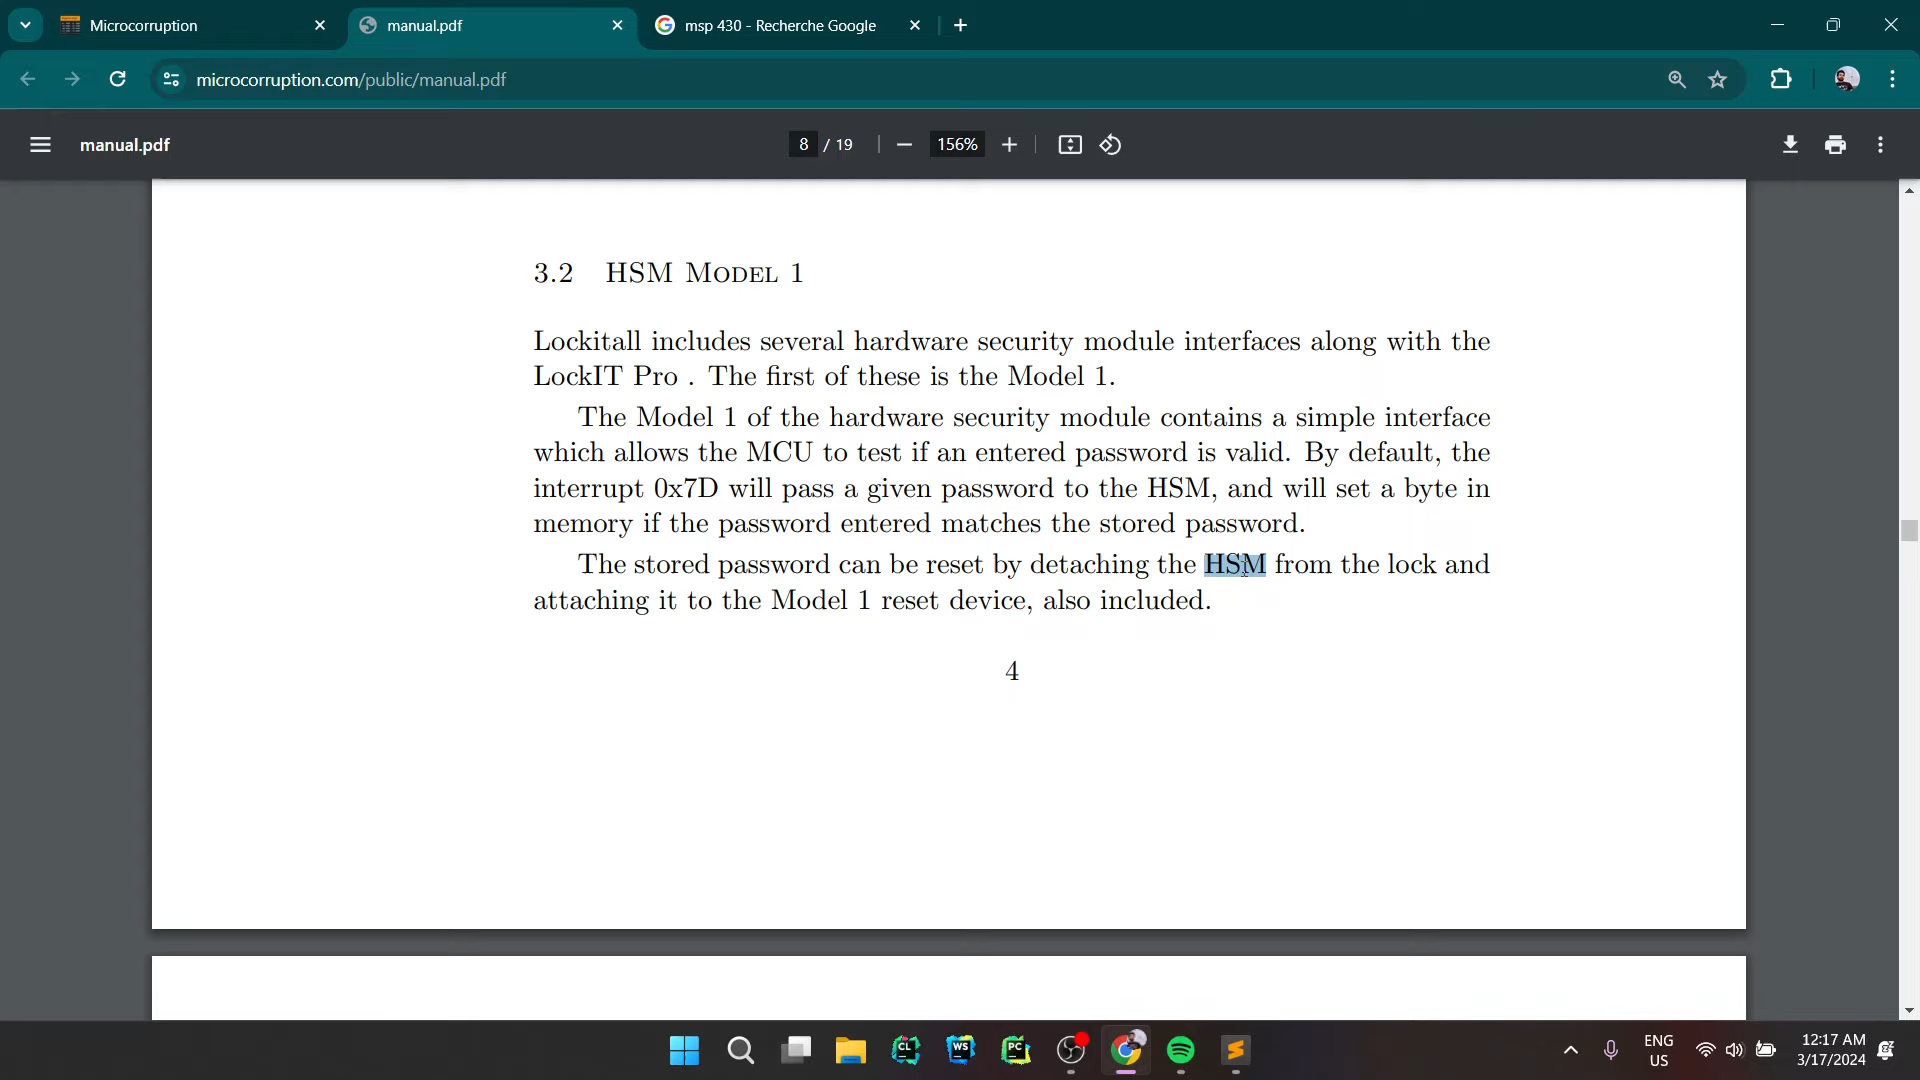 Microcorruption
manual.pdf
msp 430 - Recherche Google
microcorruption.com/public/manual.pdf
manual.pdf
8 / 19
156%
3.2 HSM Model 1
Lockitall includes several hardware security module interfaces along with the
LockIT Pro . The first of these is the Model 1.
The Model 1 of the hardware security module contains a simple interface
which allows the MCU to test if an entered password is valid. By default, the
interrupt 0x7D will pass a given password to the HSM, and will set a byte in
memory if the password entered matches the stored password.
The stored password can be reset by detaching the HSM from the lock and
attaching it to the Model 1 reset device, also included.
4
CL
WS
PC
ENG
US
12:17 AM
3/17/2024